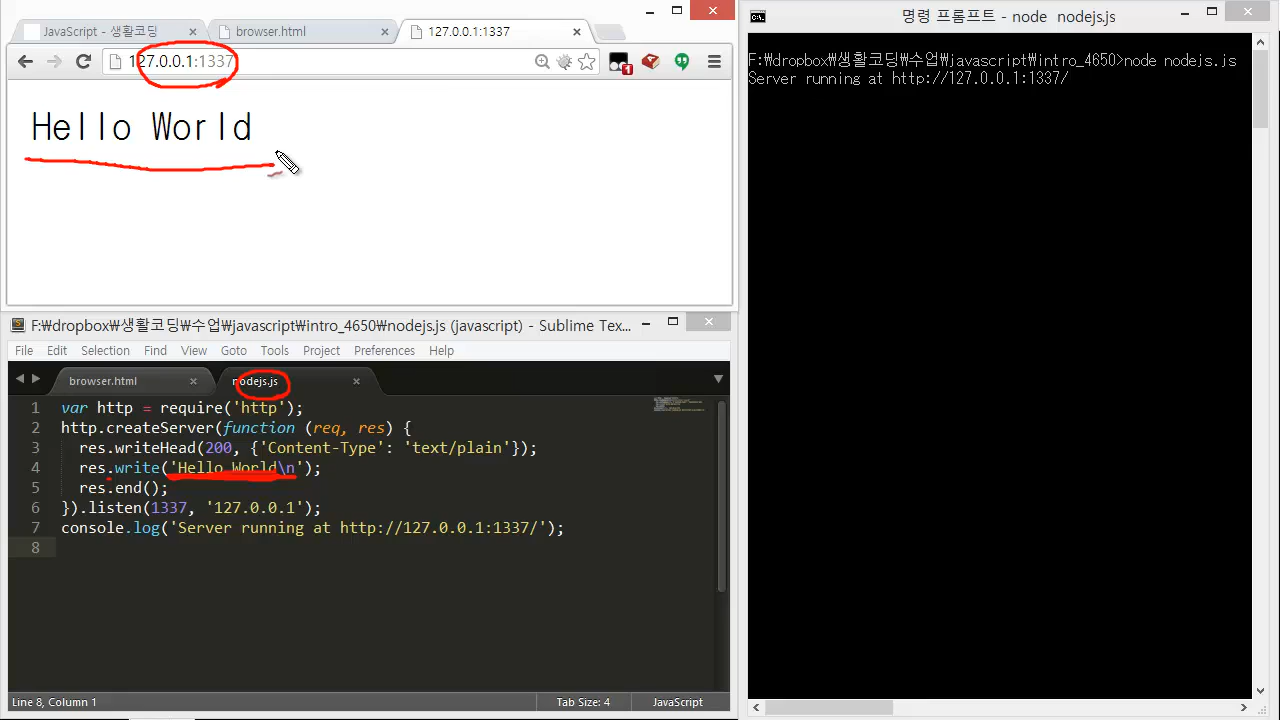 JavaScript - 생활코딩
browser.html
127.0.0.1:1337
127.0.0.1:1337
1
Hello World
F:₩dropbox₩생활코딩₩수업₩javascript₩intro_4650₩nodejs.js (javascript) - Sublime Tex...
File Edit Selection Find View Goto Tools Project Preferences Help
browser.html
nodejs.js
1 var http = require('http');
2 http.createServer(function (req, res) {
3 res.writeHead(200, {'Content-Type': 'text/plain'});
4 res.write('Hello World\n');
5 res.end();
6 }).listen(1337, '127.0.0.1');
7 console.log('Server running at http://127.0.0.1:1337/');
8
Line 8, Column 1
Tab Size: 4
JavaScript
명령 프롬프트 - node nodejs.js
F:₩dropbox₩생활코딩₩수업₩javascript₩intro_4650>node nodejs.js
Server running at http://127.0.0.1:1337/